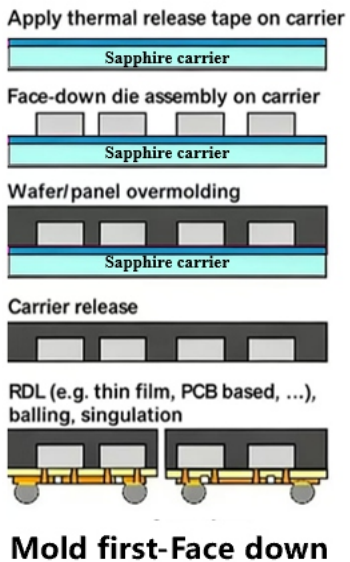 Apply thermal release tape on carrier
Sapphire carrier
Face-down die assembly on carrier
Sapphire carrier
Wafer/panel overmolding
Sapphire carrier
Carrier release
RDL (e.g. thin film, PCB based, ...),
balling, singulation
Mold first-Face down